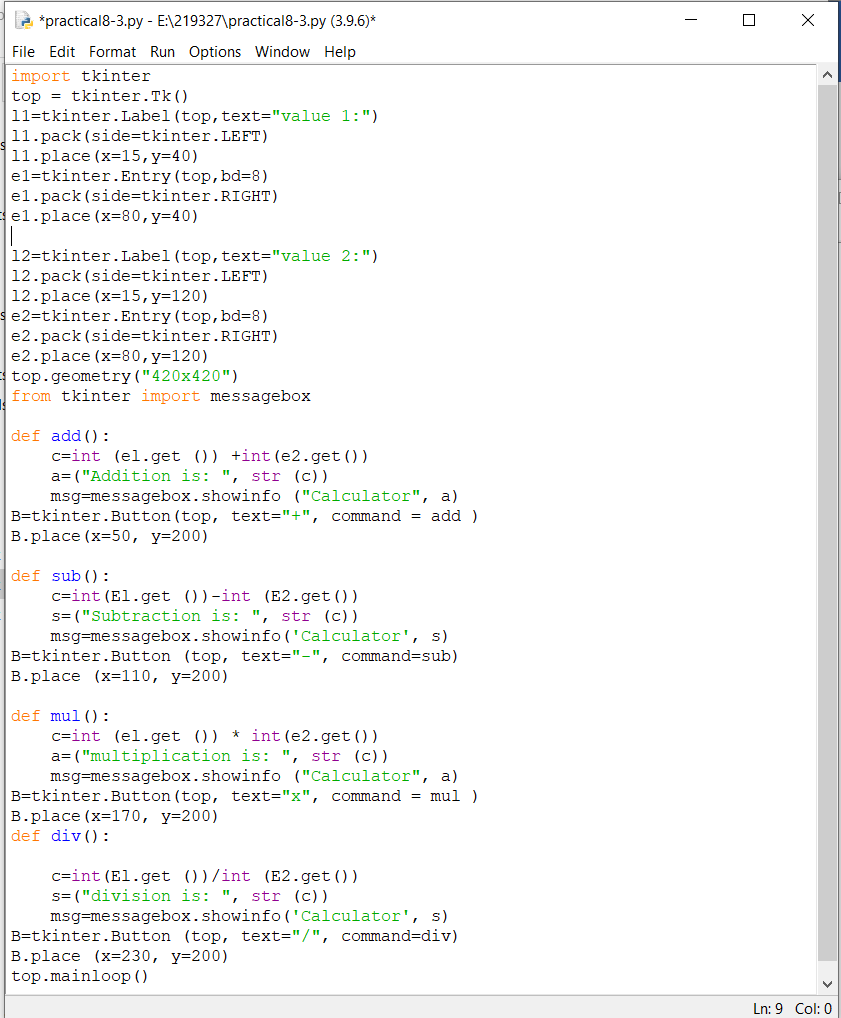 *practical8-3.py - E:\219327\practical8-3.py (3.9.6)*
File Edit Format Run Options Window Help
import tkinter
top = tkinter.Tk()
l1=tkinter.Label(top,text="value 1:")
l1.pack(side=tkinter.LEFT)
l1.place(x=15,y=40)
e1=tkinter.Entry(top,bd=8)
e1.pack(side=tkinter.RIGHT)
e1.place(x=80,y=40)

l2=tkinter.Label(top,text="value 2:")
l2.pack(side=tkinter.LEFT)
l2.place(x=15,y=120)
e2=tkinter.Entry(top,bd=8)
e2.pack(side=tkinter.RIGHT)
e2.place(x=80,y=120)
top.geometry("420x420")
from tkinter import messagebox

def add():
    c=int (el.get ()) +int(e2.get())
    a=("Addition is: ", str (c))
    msg=messagebox.showinfo ("Calculator", a)
B=tkinter.Button(top, text="+", command = add )
B.place(x=50, y=200)

def sub():
    c=int(El.get ())-int (E2.get())
    s=("Subtraction is: ", str (c))
    msg=messagebox.showinfo('Calculator', s)
B=tkinter.Button (top, text="-", command=sub)
B.place (x=110, y=200)

def mul():
    c=int (el.get ()) * int(e2.get())
    a=("multiplication is: ", str (c))
    msg=messagebox.showinfo ("Calculator", a)
B=tkinter.Button(top, text="x", command = mul )
B.place(x=170, y=200)
def div():

    c=int(El.get ())/int (E2.get())
    s=("division is: ", str (c))
    msg=messagebox.showinfo('Calculator', s)
B=tkinter.Button (top, text="/", command=div)
B.place (x=230, y=200)
top.mainloop()
Ln: 9 Col: 0